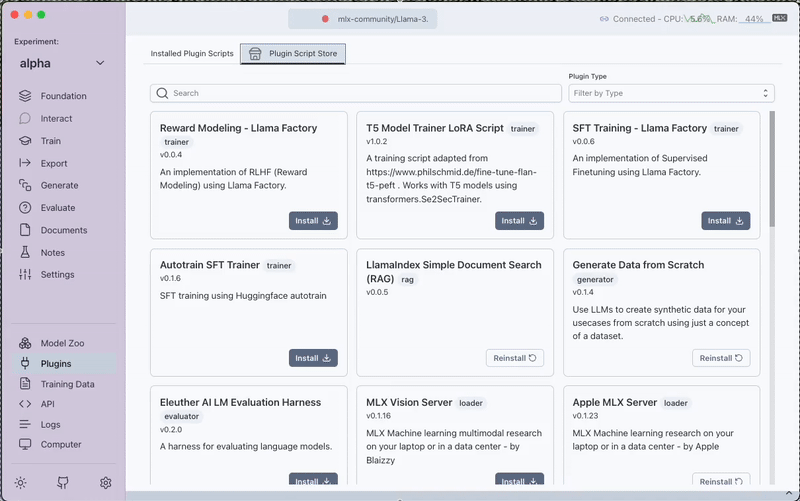 mlx-community/Llama-3.
Connected - CPU: 5.6%, RAM: 44% MLX
Experiment:
alpha
Foundation
Interact
Train
Export
Generate
Evaluate
Documents
Notes
Settings
Model Zoo
Plugins
Training Data
API
Logs
Computer
Installed Plugin Scripts
Plugin Script Store
Plugin Type
Search
Filter by Type
Reward Modeling - Llama Factory
trainer
v0.0.4
An implementation of RLHF (Reward
Modeling) using Llama Factory.
Install
T5 Model Trainer LoRA Script trainer
v1.0.2
A training script adapted from
https://www.philschmid.de/fine-tune-flan-
t5-peft . Works with T5 models using
transformers.Se2SecTrainer.
Install
SFT Training - Llama Factory trainer
v0.0.6
An implementation of Supervised
Finetuning using Llama Factory.
Install
Autotrain SFT Trainer trainer
v0.1.6
SFT training using Huggingface autotrain
Install
LlamaIndex Simple Document Search
(RAG) rag
v0.0.5
Reinstall
Generate Data from Scratch
generator
v0.1.4
Use LLMs to create synthetic data for your
usecases from scratch using just a concept
of a dataset.
Reinstall
Eleuther AI LM Evaluation Harness
evaluator
v0.2.0
A harness for evaluating language models.
Install
MLX Vision Server loader
v0.1.16
MLX Machine learning multimodal research
on your laptop or in a data center - by
Blaizzy
Install
Apple MLX Server loader
v0.1.23
MLX Machine learning research on your
laptop or in a data center - by Apple
Reinstall